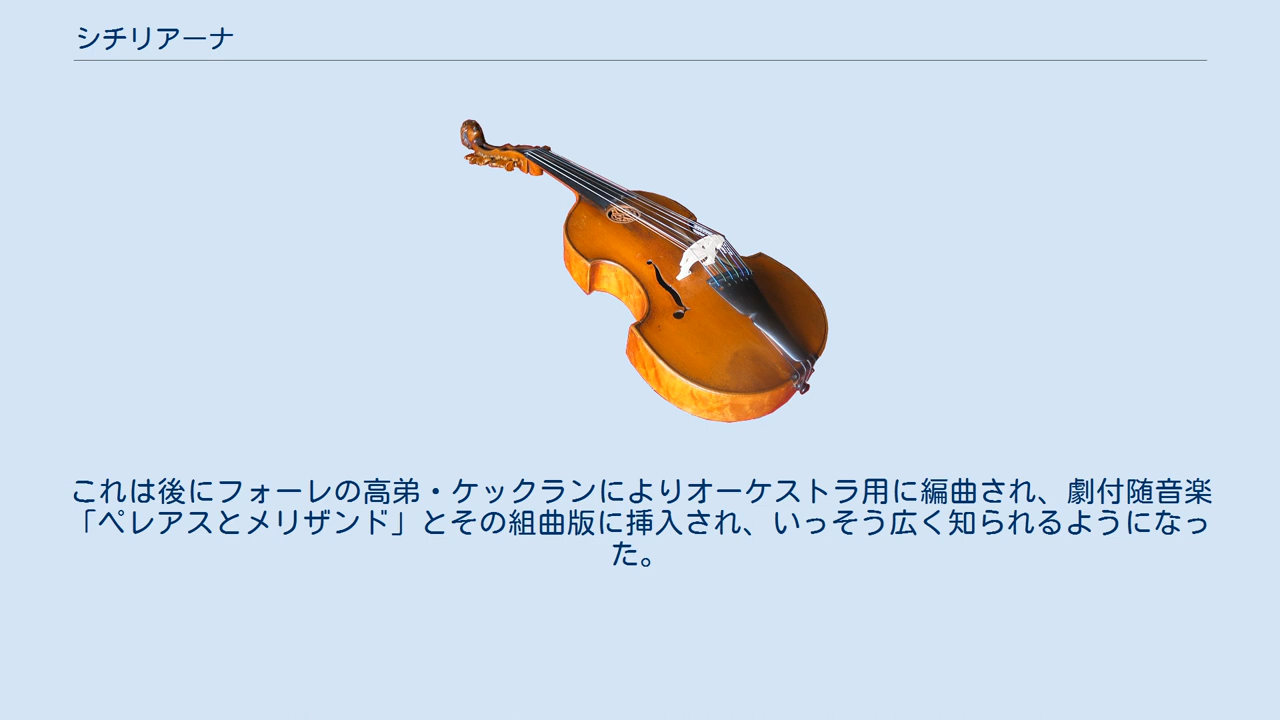 シチリアーナ
これは後にフォーレの高弟・ケックランによりオーケストラ用に編曲され、劇付随音楽
「ペレアスとメリザンド」とその組曲版に挿入され、いっそう広く知られるようになっ
た。